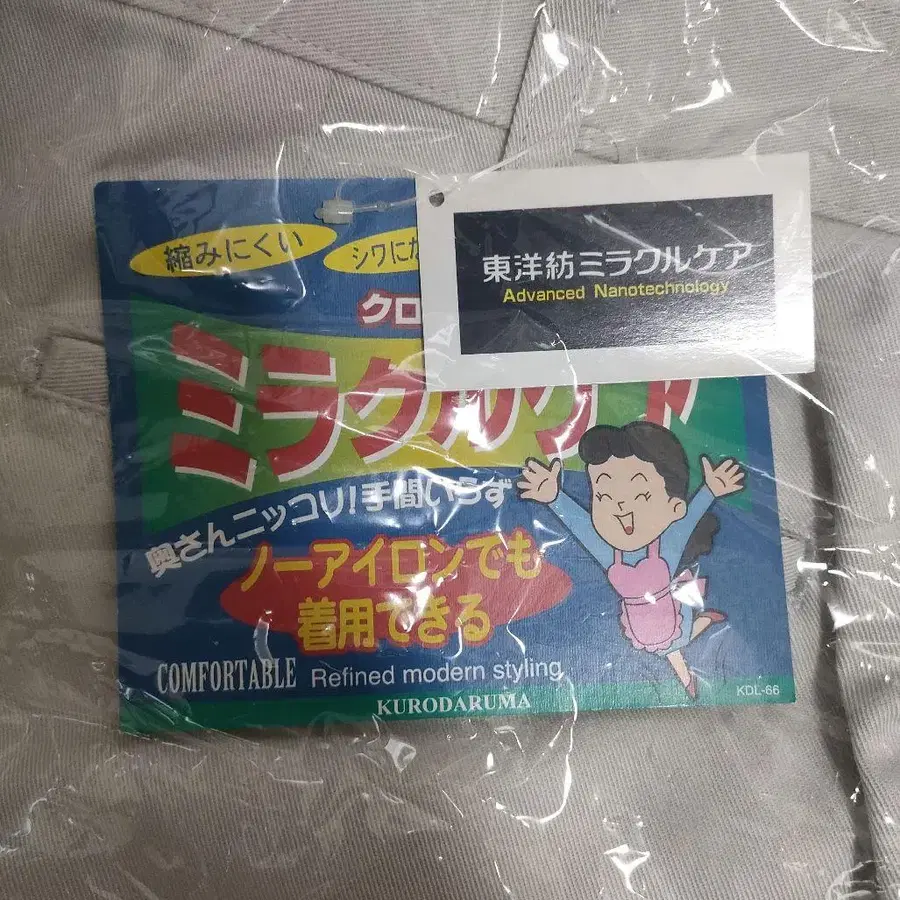 縮みにくい
シワにな
東洋紡ミラクルケア
Advanced Nanotechnology
クロ
ミラクルケア
奥さんニッコリ!手間いらず
ノーアイロンでも
着用できる
COMFORTABLE Refined modern styling
KURODARUMA
KDL-66